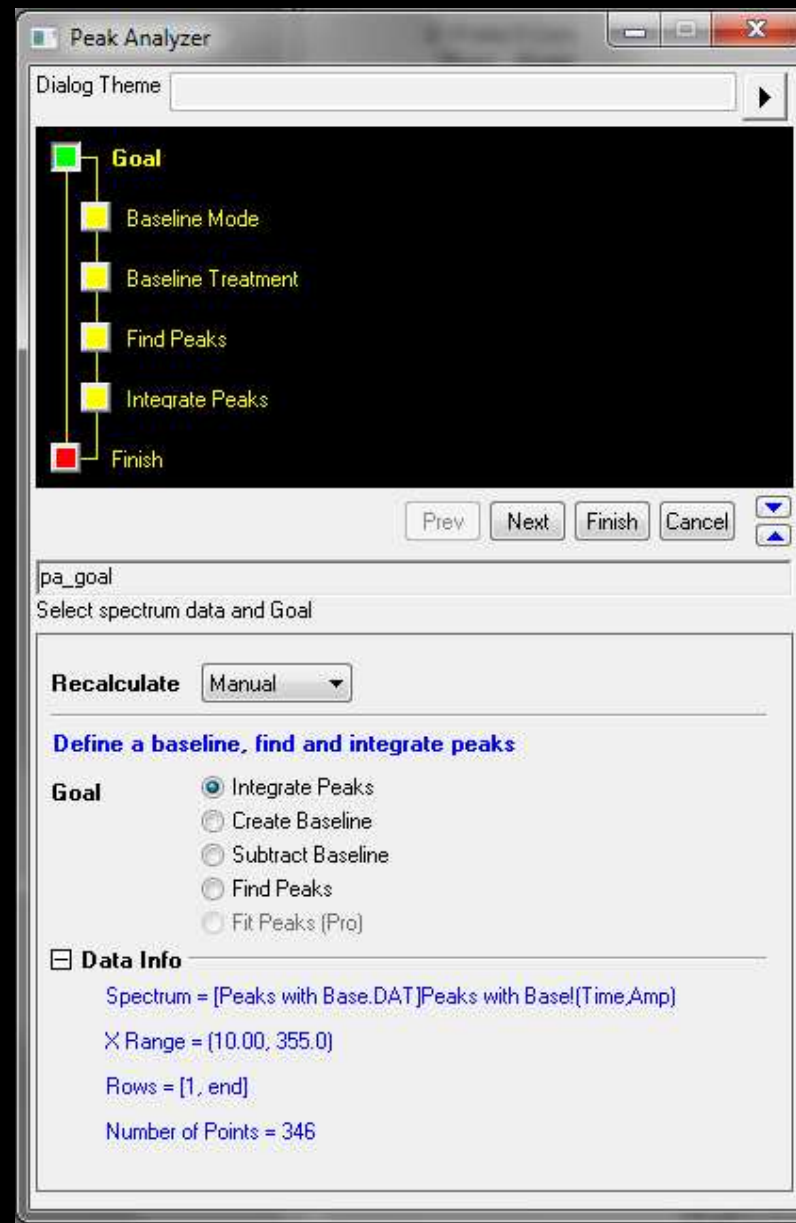 Peak Analyzer
Dialog Theme
Goal
Baseline Mode
Baseline Treatment
Find Peaks
Integrate Peaks
Finish
Prev Next Finish Cancel
pa_goal
Select spectrum data and Goal
Recalculate Manual
Define a baseline, find and integrate peaks
Goal Integrate Peaks
Create Baseline
Subtract Baseline
Find Peaks
Fit Peaks (Pro)
Data Info
Spectrum = [Peaks with Base.DAT]Peaks with Base!(Time,Amp)
X Range = (10.00, 355.0)
Rows = [1, end]
Number of Points = 346